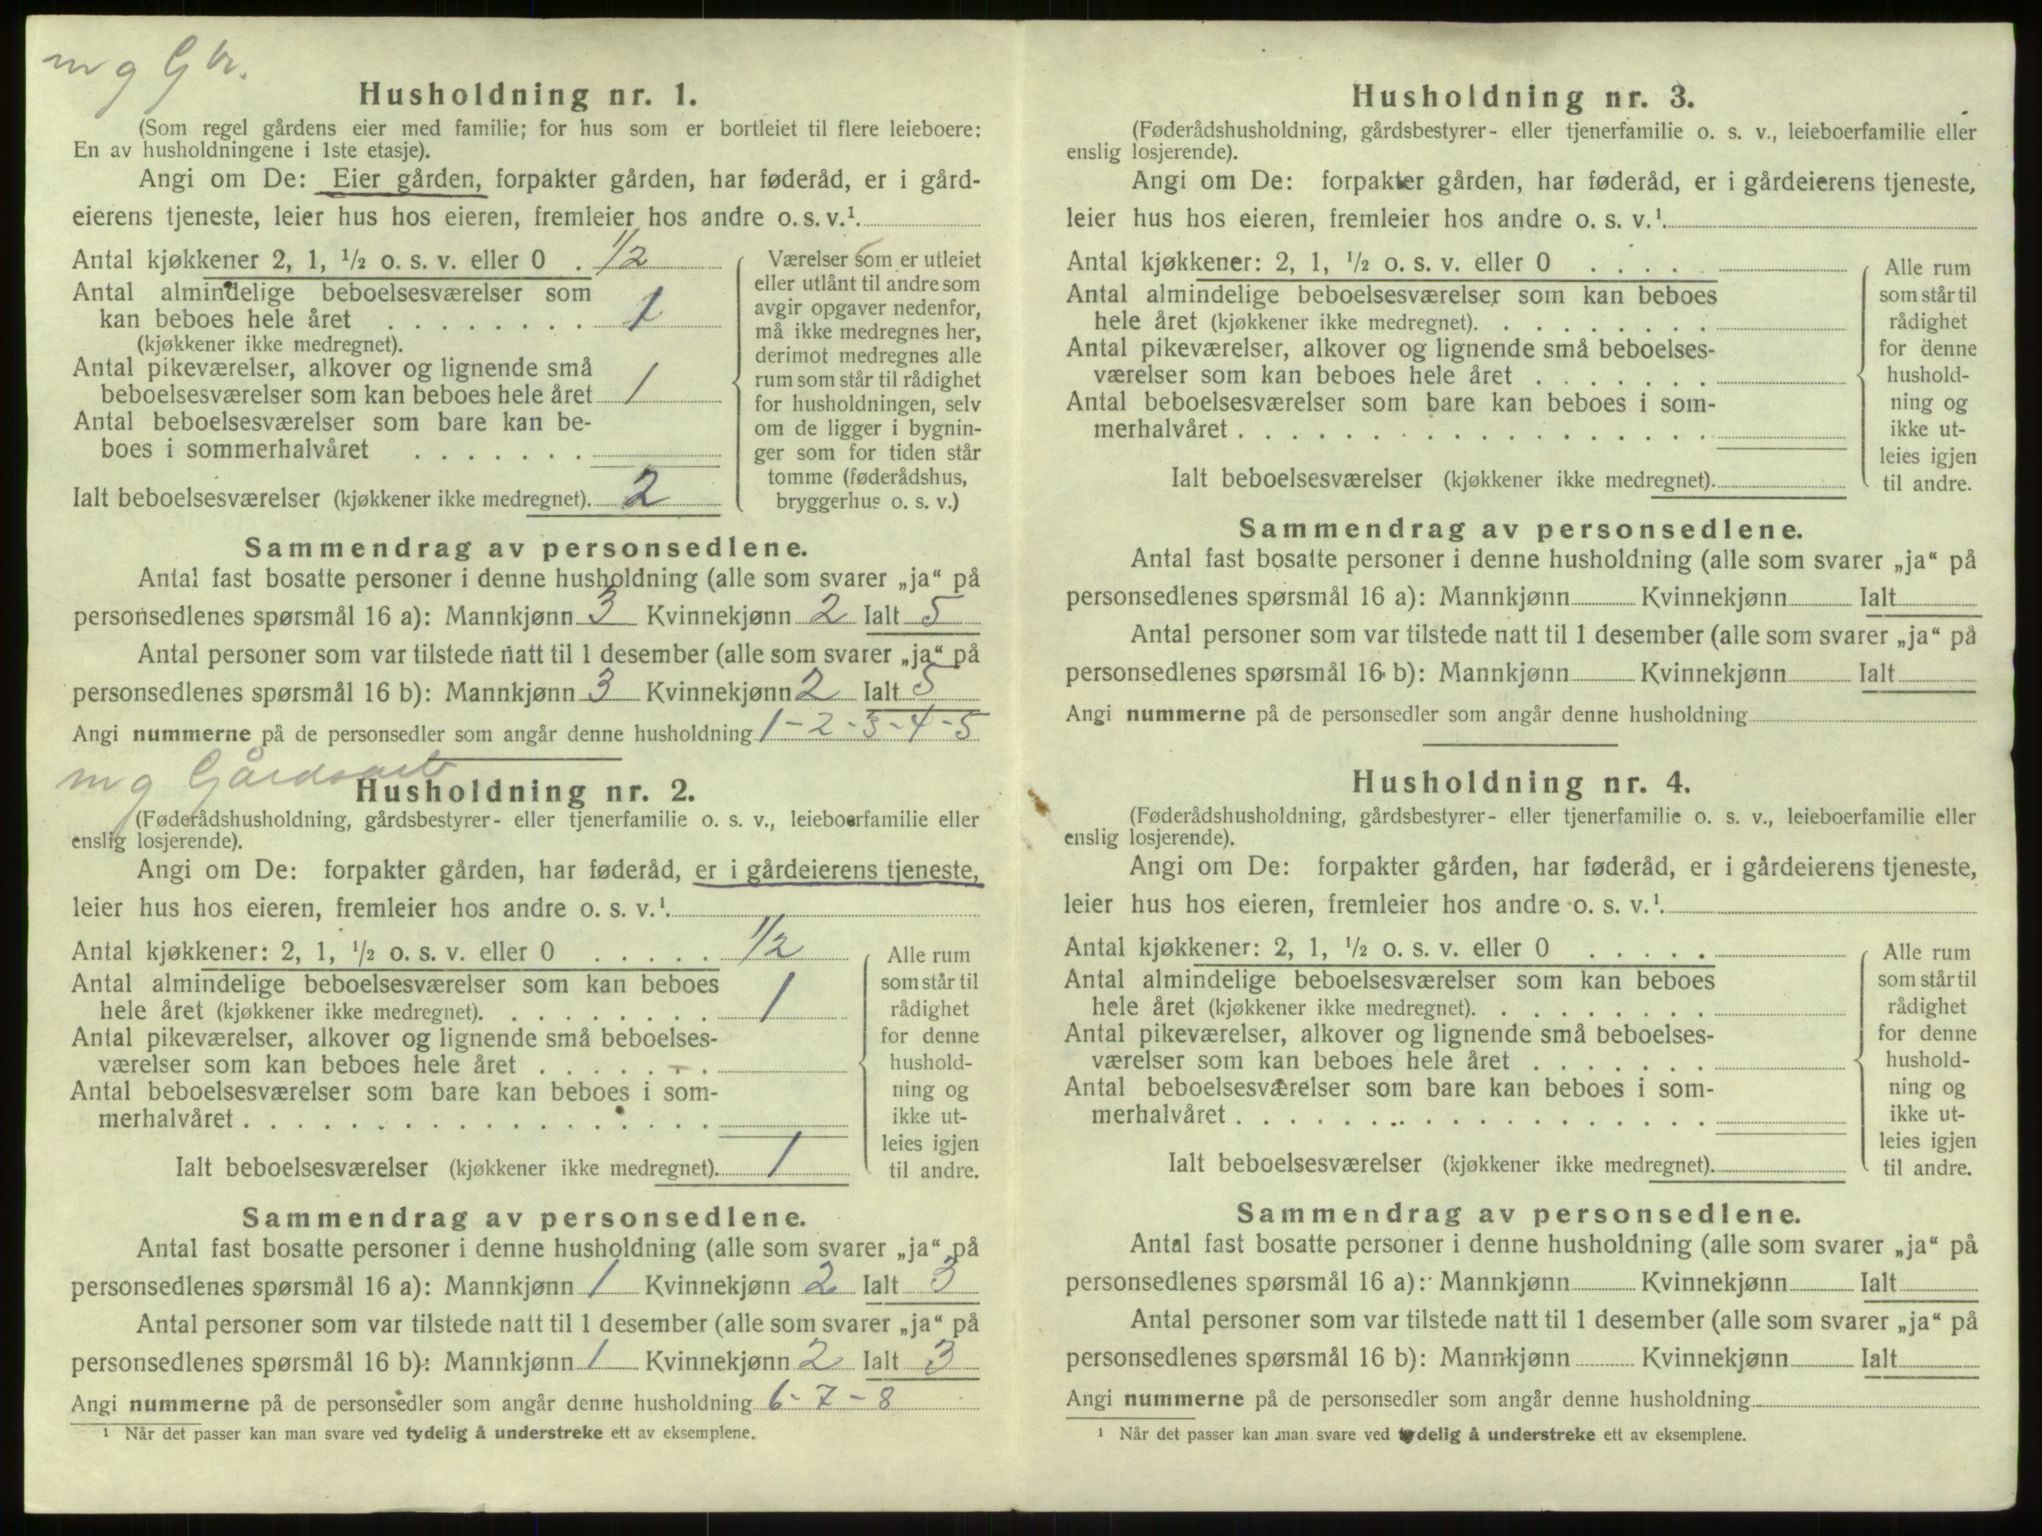 m g Gbr.
Husholdning nr. 1.
(Som regel gårdens eier med familie; for hus som er bortleiet til flere leieboere:
En av husholdningene i 1ste etasje).
Angi om De: Eier gården, forpakter gården, har føderåd, er i gård-
eierens tjeneste, leier hus hos eieren, fremleier hos andre o. s. v.¹.
Antal kjøkkener 2, 1, ½ o. s. v. eller 0 . 1/2
Antal almindelige beboelsesværelser som
kan beboes hele året . . . . . . . . 1
(kjøkkener ikke medregnet).
Antal pikeværelser, alkover og lignende små
beboelsesværelser som kan beboes hele året 1
Antal beboelsesværelser som bare kan be-
boes i sommerhalvåret . . . . . . .
Ialt beboelsesværelser (kjøkkener ikke medregnet). 2
Værelser som er utleiet
eller utlånt til andre som
avgir opgaver nedenfor,
må ikke medregnes her,
derimot medregnes alle
rum som står til rådighet
for husholdningen, selv
om de ligger i bygnin-
ger som for tiden står
tomme (føderådshus,
bryggerhus o. s. v.)
Sammendrag av personsedlene.
Antal fast bosatte personer i denne husholdning (alle som svarer „ja“ på
personsedlenes spørsmål 16 a): Mannkjønn 3 Kvinnekjønn 2 Ialt 5
Antal personer som var tilstede natt til 1 desember (alle som svarer „ja“ på
personsedlenes spørsmål 16 b): Mannkjønn 3 Kvinnekjønn 2 Ialt 5
Angi nummerne på de personsedler som angår denne husholdning 1-2-3-4-5
m g Gårdsarb
Husholdning nr. 2.
(Føderådshusholdning, gårdsbestyrer- eller tjenerfamilie o. s. v., leieboerfamilie eller
enslig losjerende).
Angi om De: forpakter gården, har føderåd, er i gårdeierens tjeneste,
leier hus hos eieren, fremleier hos andre o. s. v.¹.
Antal kjøkkener: 2, 1, ½ o. s. v. eller 0 . . . . . 1/2
Antal almindelige beboelsesværelser som kan beboes
hele året (kjøkkener ikke medregnet). . . . . . . . . 1
Antal pikeværelser, alkover og lignende små beboelses-
værelser som kan beboes hele året . . . . . . .
Antal beboelsesværelser som bare kan beboes i som-
merhalvåret . . . . . . . . . . . . . . . . . .
Ialt beboelsesværelser (kjøkkener ikke medregnet). 1
Alle rum
som står til
rådighet
for denne
hushold-
ning og
ikke ut-
leies igjen
til andre.
Sammendrag av personsedlene.
Antal fast bosatte personer i denne husholdning (alle som svarer „ja“ på
personsedlenes spørsmål 16 a): Mannkjønn 1 Kvinnekjønn 2 Ialt 3
Antal personer som var tilstede natt til 1 desember (alle som svarer „ja“ på
personsedlenes spørsmål 16 b): Mannkjønn 1 Kvinnekjønn 2 Ialt 3
Angi nummerne på de personsedler som angår denne husholdning 6-7-8
¹ Når det passer kan man svare ved tydelig å understreke ett av eksemplene.
Husholdning nr. 3.
(Føderådshusholdning, gårdsbestyrer- eller tjenerfamilie o. s. v., leieboerfamilie eller
enslig losjerende).
Angi om De: forpakter gården, har føderåd, er i gårdeierens tjeneste,
leier hus hos eieren, fremleier hos andre o. s. v.¹.
Antal kjøkkener: 2, 1, ½ o. s. v. eller 0 . . . . .
Antal almindelige beboelsesværelser som kan beboes
hele året (kjøkkener ikke medregnet). . . . . . . . .
Antal pikeværelser, alkover og lignende små beboelses-
værelser som kan beboes hele året . . . . . . .
Antal beboelsesværelser som bare kan beboes i som-
merhalvåret . . . . . . . . . . . . . . . . . .
Ialt beboelsesværelser (kjøkkener ikke medregnet).
Alle rum
som står til
rådighet
for denne
hushold-
ning og
ikke ut-
leies igjen
til andre.
Sammendrag av personsedlene.
Antal fast bosatte personer i denne husholdning (alle som svarer „ja“ på
personsedlenes spørsmål 16 a): Mannkjønn Kvinnekjønn Ialt
Antal personer som var tilstede natt til 1 desember (alle som svarer „ja“ på
personsedlenes spørsmål 16 b): Mannkjønn Kvinnekjønn Ialt
Angi nummerne på de personsedler som angår denne husholdning
Husholdning nr. 4.
(Føderådshusholdning, gårdsbestyrer- eller tjenerfamilie o. s. v., leieboerfamilie eller
enslig losjerende).
Angi om De: forpakter gården, har føderåd, er i gårdeierens tjeneste,
leier hus hos eieren, fremleier hos andre o. s. v.¹.
Antal kjøkkener: 2, 1, ½ o. s. v. eller 0 . . . . .
Antal almindelige beboelsesværelser som kan beboes
hele året (kjøkkener ikke medregnet). . . . . . . . .
Antal pikeværelser, alkover og lignende små beboelses-
værelser som kan beboes hele året . . . . . . .
Antal beboelsesværelser som bare kan beboes i som-
merhalvåret . . . . . . . . . . . . . . . . . .
Ialt beboelsesværelser (kjøkkener ikke medregnet).
Alle rum
som står til
rådighet
for denne
hushold-
ning og
ikke ut-
leies igjen
til andre.
Sammendrag av personsedlene.
Antal fast bosatte personer i denne husholdning (alle som svarer „ja“ på
personsedlenes spørsmål 16 a): Mannkjønn Kvinnekjønn Ialt
Antal personer som var tilstede natt til 1 desember (alle som svarer „ja“ på
personsedlenes spørsmål 16 b): Mannkjønn Kvinnekjønn Ialt
Angi nummerne på de personsedler som angår denne husholdning
¹ Når det passer kan man svare ved tydelig å understreke ett av eksemplene.